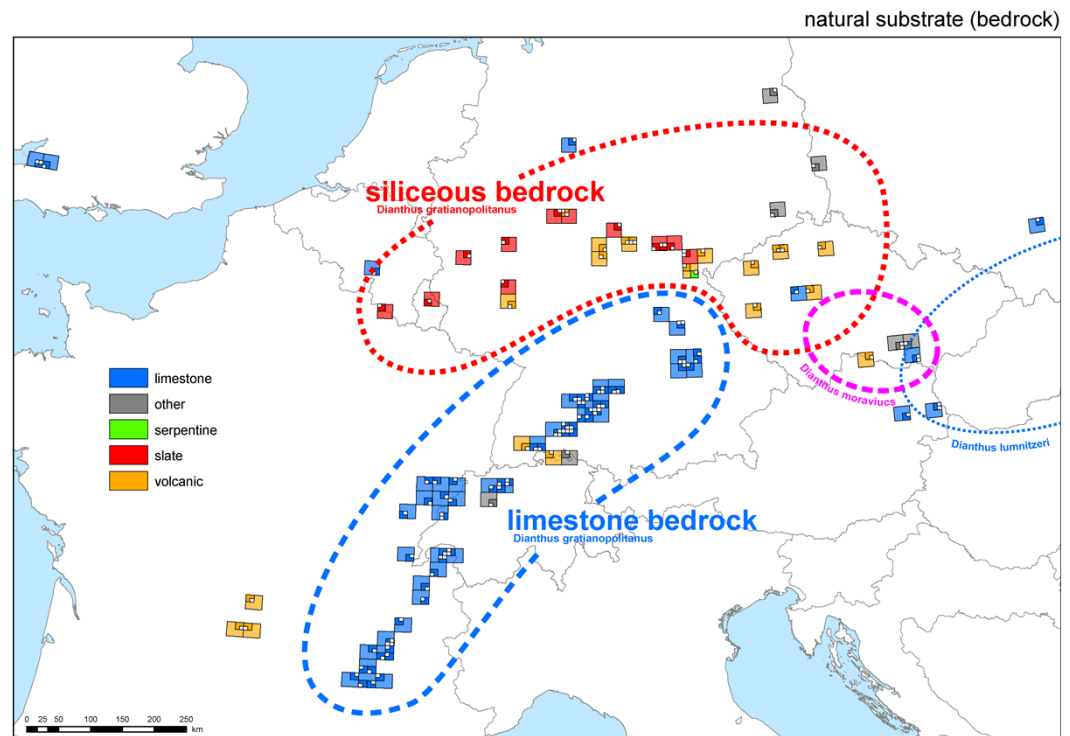 natural substrate (bedrock)
siliceous bedrock
Dianthus gratianopolitanus
limestone
other
serpentine
slate
volcanic
Dianthus moraviucs
Dianthus lumnitzeri
limestone bedrock
Dianthus gratianopolitanus
0 25 50 100 150 200 250
km